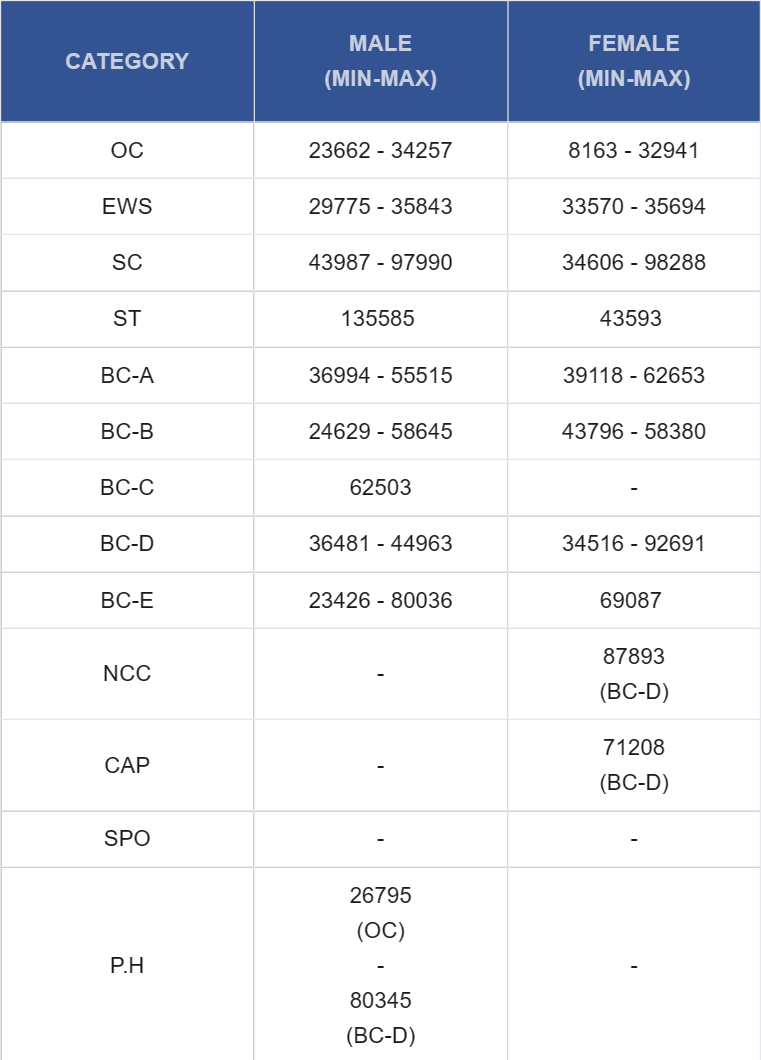 CATEGORY
MALE
(MIN-MAX)
FEMALE
(MIN-MAX)
OC
23662 - 34257
8163 - 32941
EWS
29775 - 35843
33570 - 35694
SC
43987 - 97990
34606 - 98288
ST
135585
43593
BC-A
36994 - 55515
39118 - 62653
BC-B
24629 - 58645
43796 - 58380
BC-C
62503
-
BC-D
36481 - 44963
34516 - 92691
BC-E
23426 - 80036
69087
NCC
-
87893
(BC-D)
CAP
-
71208
(BC-D)
SPO
-
-
P.H
26795
(OC)
-
80345
(BC-D)
-